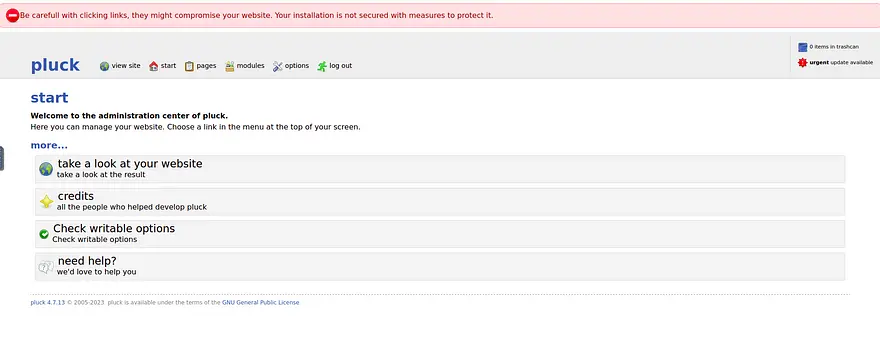 Be carefull with clicking links, they might compromise your website. Your installation is not secured with measures to protect it.
pluck view site start pages modules options log out
0 items in trashcan
urgent update available
start
Welcome to the administration center of pluck.
Here you can manage your website. Choose a link in the menu at the top of your screen.
more...
take a look at your website
take a look at the result
credits
all the people who helped develop pluck
Check writable options
Check writable options
need help?
we'd love to help you
pluck 4.7.13 © 2005-2023. pluck is available under the terms of the GNU General Public License